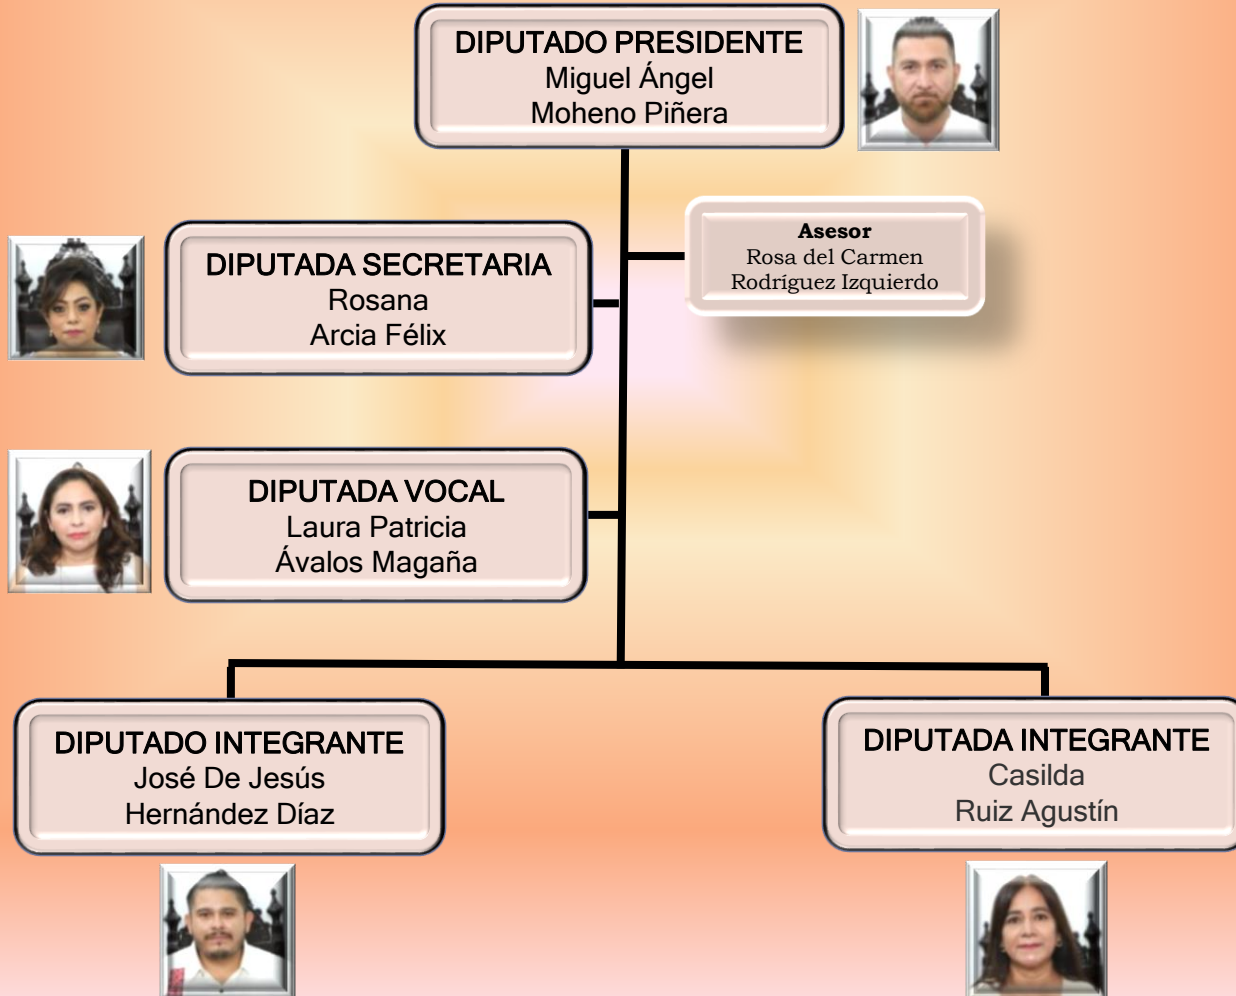 DIPUTADO PRESIDENTE
Miguel Ángel
Moheno Piñera
Asesor
Rosa del Carmen
Rodríguez Izquierdo
DIPUTADA SECRETARIA
Rosana
Arcia Félix
DIPUTADA VOCAL
Laura Patricia
Ávalos Magaña
DIPUTADO INTEGRANTE
José De Jesús
Hernández Díaz
DIPUTADA INTEGRANTE
Casilda
Ruiz Agustín